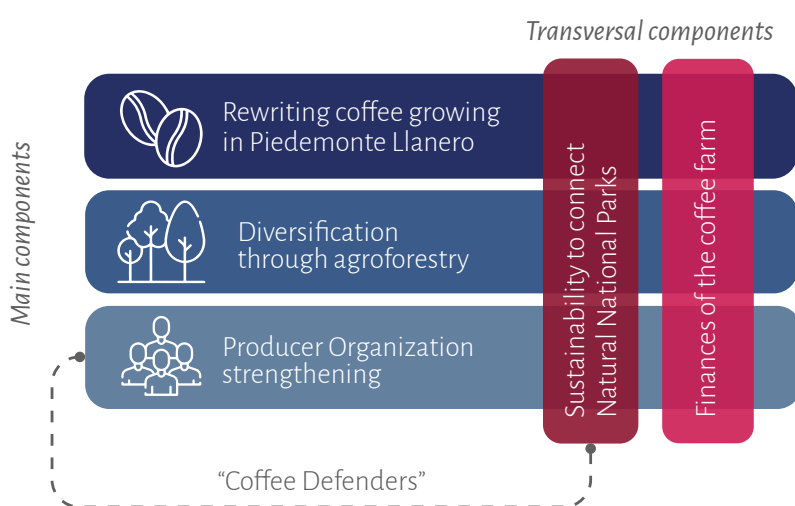 Transversal components
Main components
Rewriting coffee growing
in Piedemonte Llanero
Diversification
through agroforestry
Producer Organization
strengthening
Sustainability to connect
Natural National Parks
Finances of the coffee farm
“Coffee Defenders”